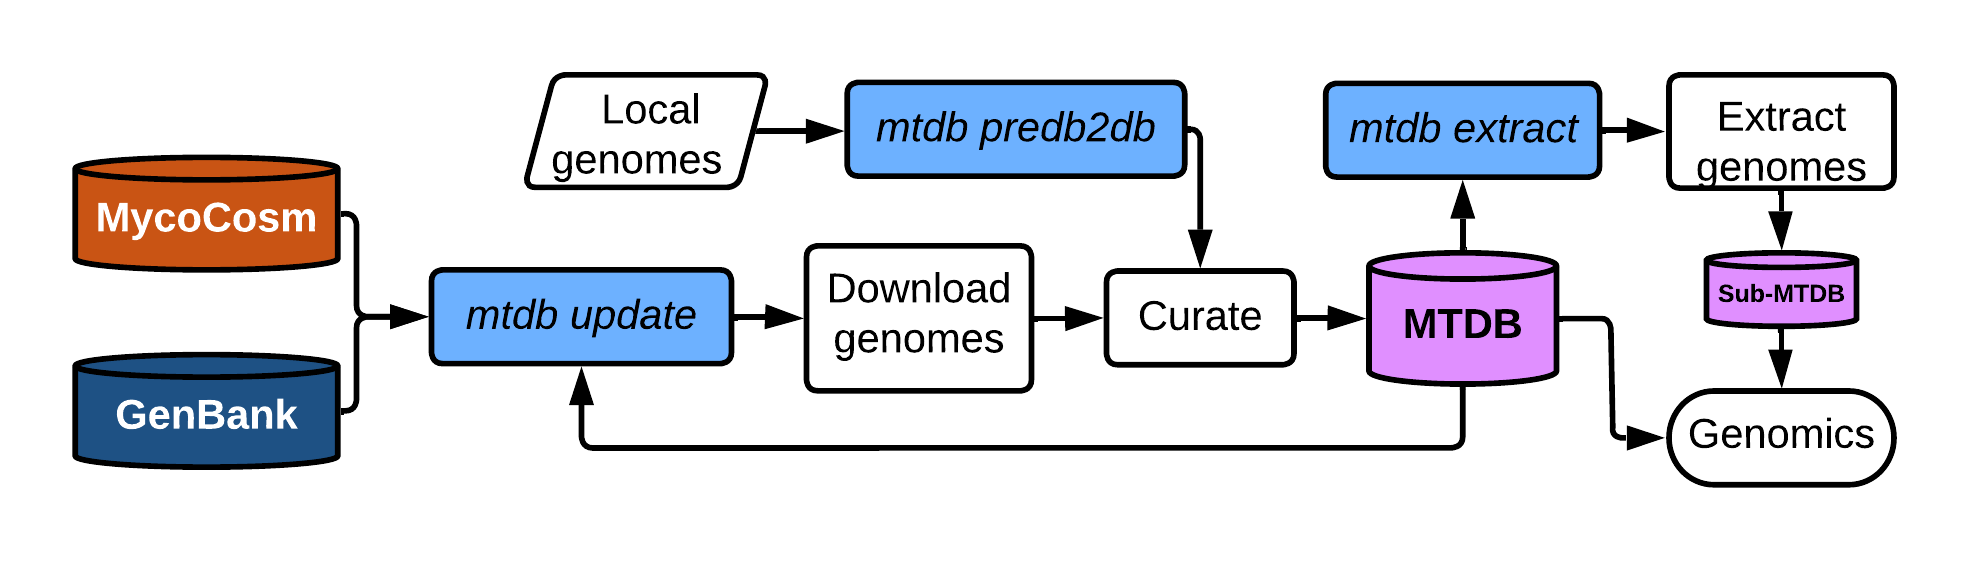 Local
genomes
mtdb predb2db
mtdb extract
Extract
genomes
MycoCosm
GenBank
mtdb update
Download
genomes
Curate
MTDB
Sub-MTDB
Genomics